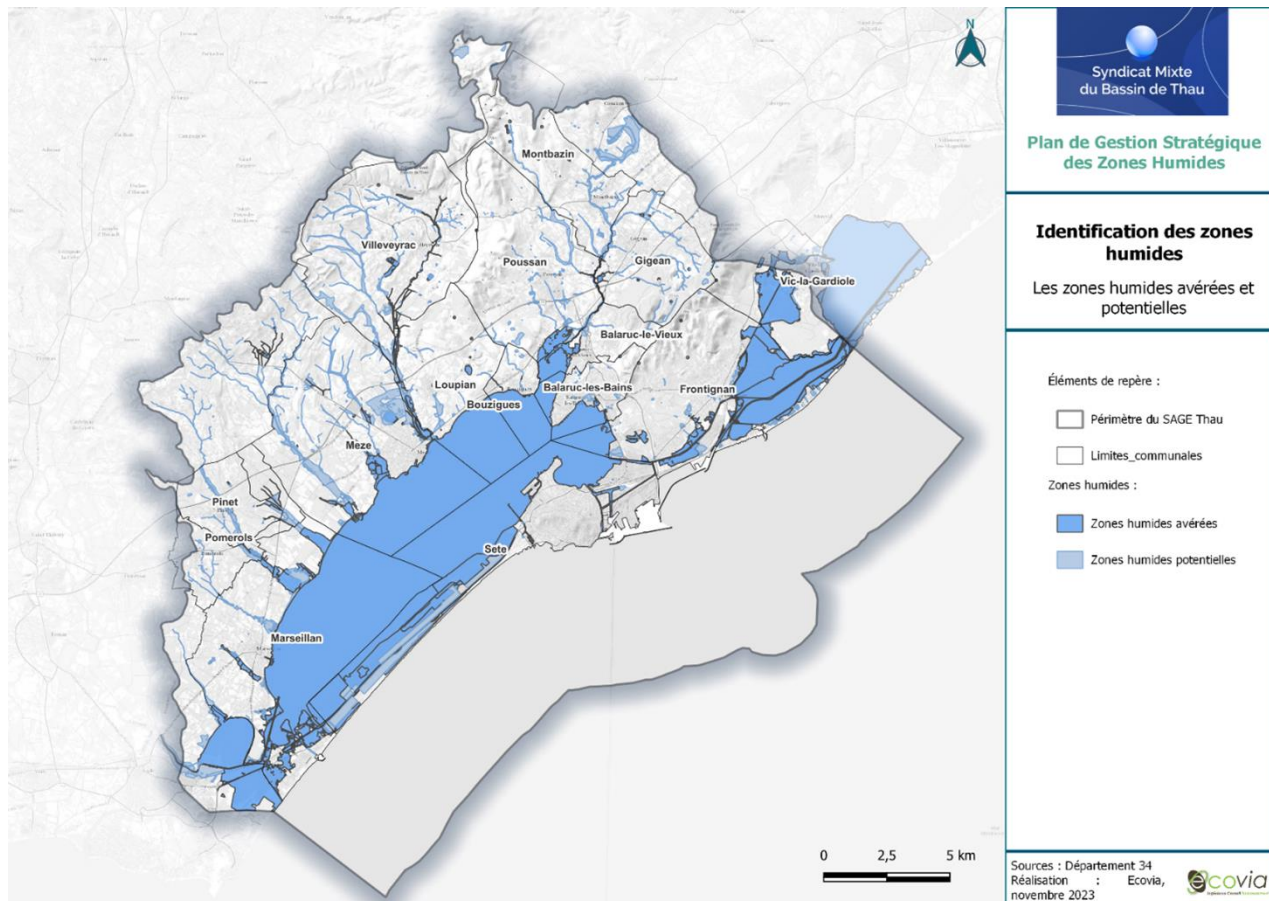 N
Montbazin
Villeveyrac
Poussan
Gigean
Vic-la-Gardiole
Balaruc-le-Vieux
Loupian
Balaruc-les-Bains
Frontignan
Bouzigues
Meze
Pinet
Pomerols
Sete
Marseillan
0 2,5 5 km
Syndicat Mixte
du Bassin de Thau
Plan de Gestion Stratégique
des Zones Humides
Identification des zones
humides
Les zones humides avérées et
potentielles
Éléments de repère :
Périmètre du SAGE Thau
Limites_communales
Zones humides :
Zones humides avérées
Zones humides potentielles
Sources : Département 34
Réalisation : Ecovia,
novembre 2023
ecovia